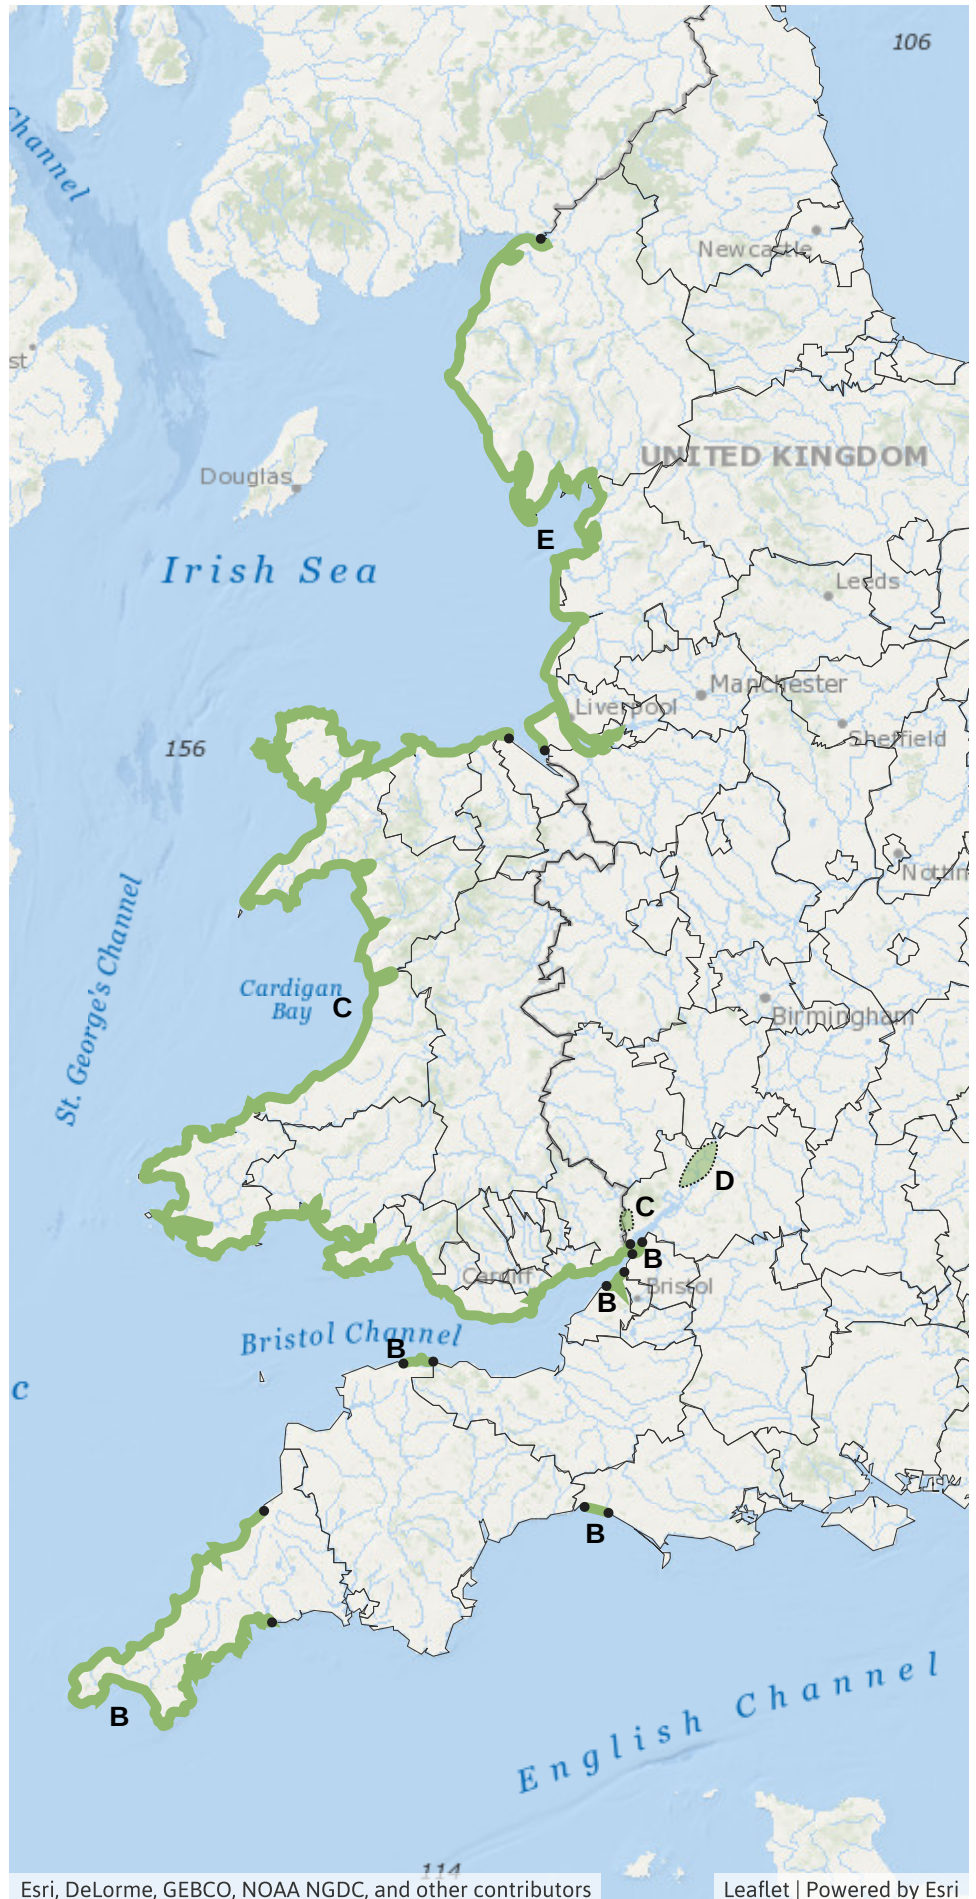 106
Channel
Newcastle
st
UNITED KINGDOM
Douglas
E
Irish Sea
Leeds
Manchester
Liverpool
Sheffield
156
Nottin
St. George's Channel
Cardigan
Bay
C
Birmingham
D
C
B
Cardiff
Bristol
B
Bristol Channel
B
c
B
B
English Channel
114
Esri, DeLorme, GEBCO, NOAA NGDC, and other contributors
Leaflet | Powered by Esri